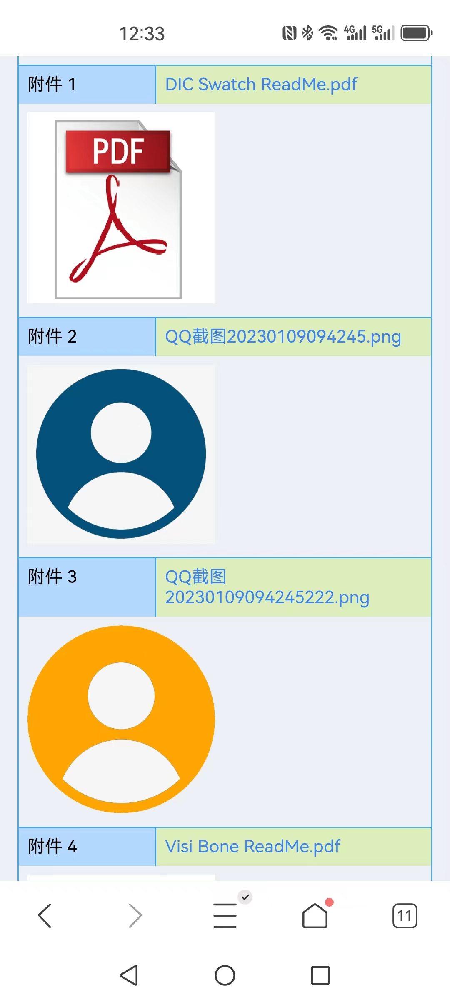 12:33
4G
5G
附件 1
DIC Swatch ReadMe.pdf
PDF
附件 2
QQ截图20230109094245.png
附件 3
QQ截图
20230109094245222.png
附件 4
Visi Bone ReadMe.pdf
11